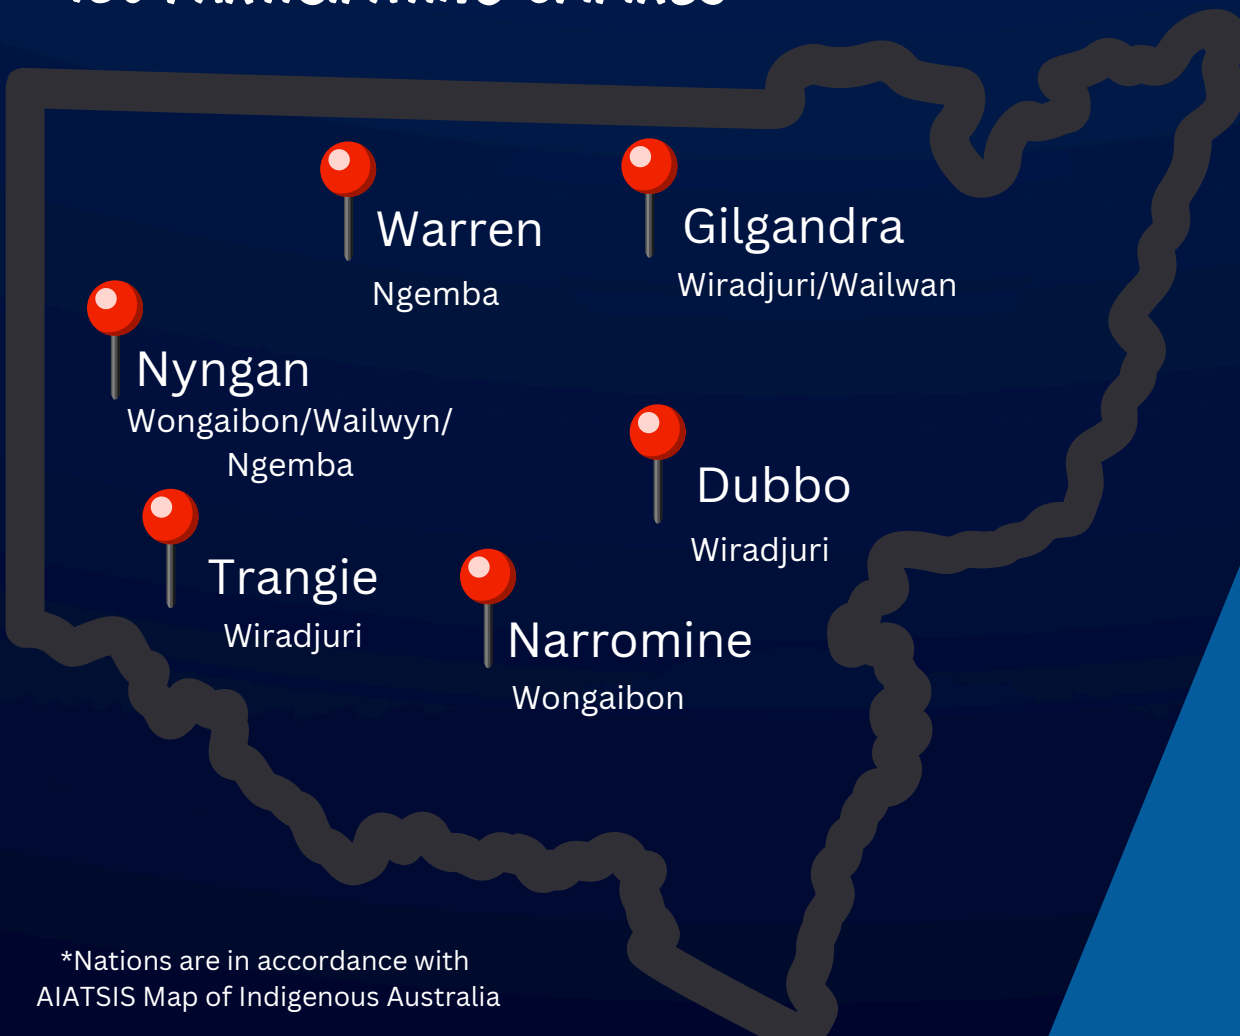 Warren
Ngemba
Gilgandra
Wiradjuri/Wailwan
Nyngan
Wongaibon/Wailwyn/
Ngemba
Dubbo
Wiradjuri
Trangie
Wiradjuri
Narromine
Wongaibon
*Nations are in accordance with
AIATSIS Map of Indigenous Australia